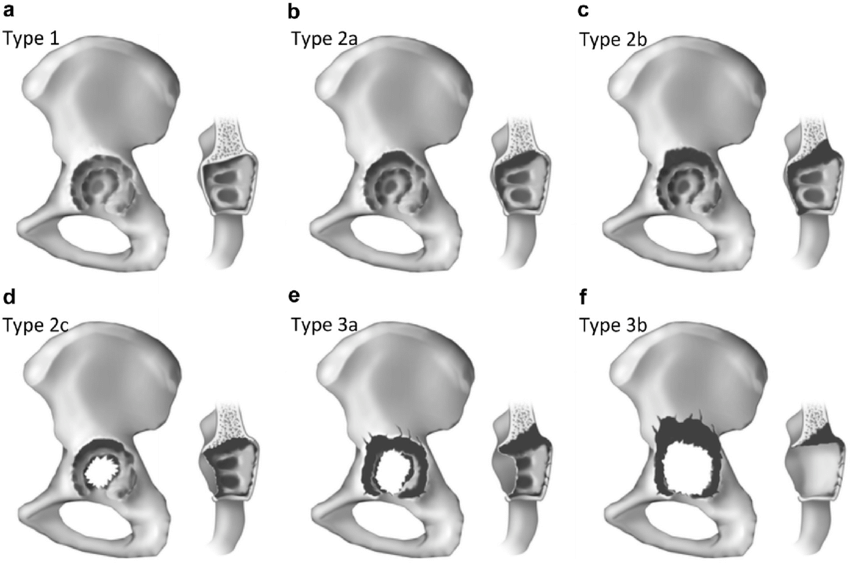 a
Type 1
b
Type 2a
c
Type 2b
d
Type 2c
e
Type 3a
f
Type 3b